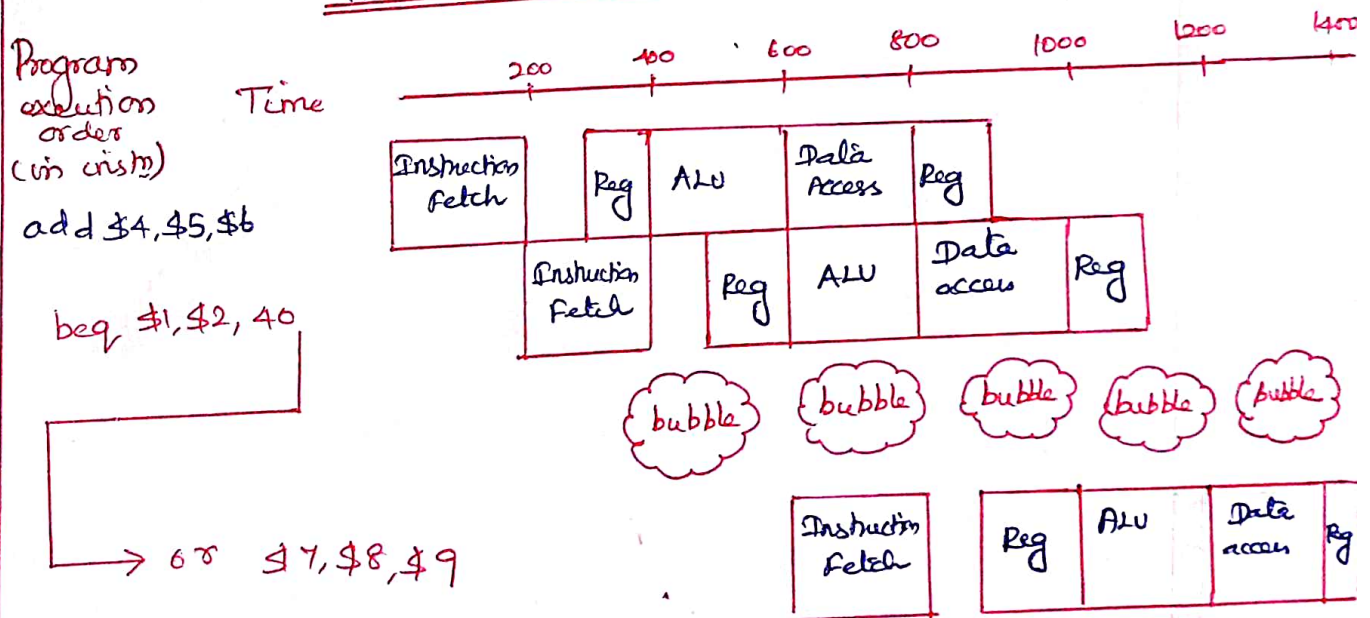 200 400 600 800 1000 1200 1400
Program
execution
order
(in
Time
Instruction
Fetch
Reg
ALU
Data
Access
Reg
add $4,$5,$6
Instruction
Fetch
Reg
ALU
Data
access
Reg
beq $1,$2, 40
bubble bubble bubble bubble bubble
or $7,$8,$9
Instruction
Fetch
Reg
ALU
Data
access
Reg